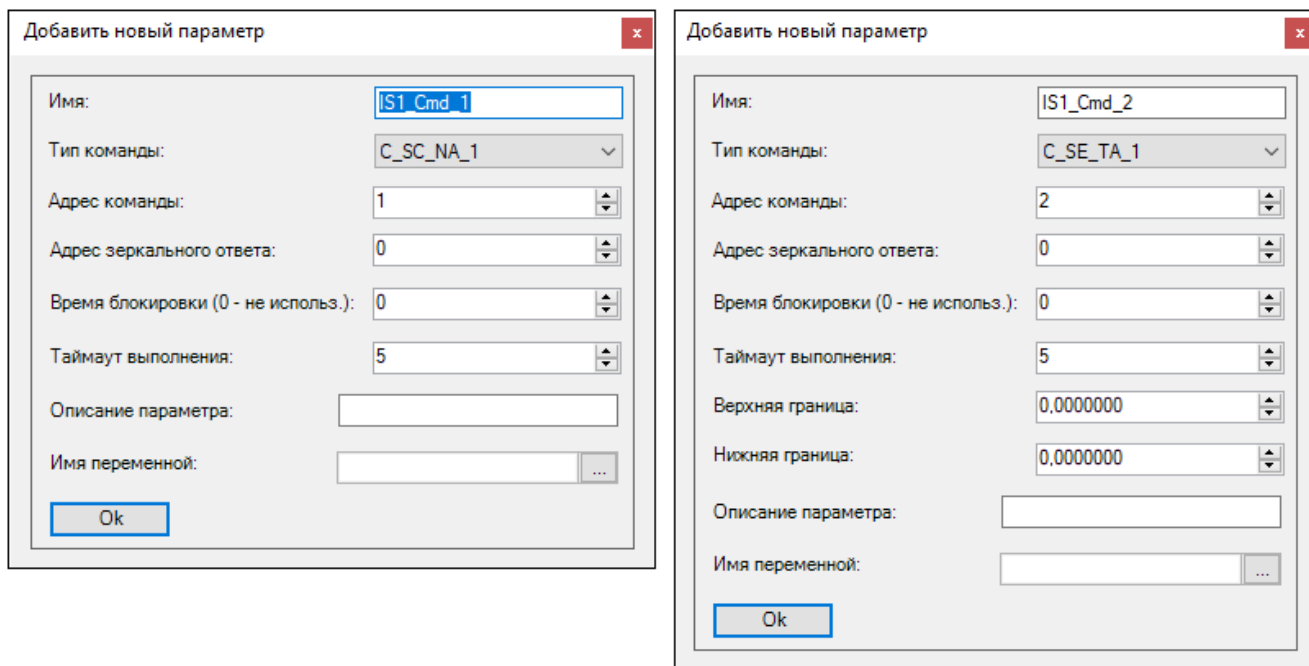 Добавить новый параметр
x
Имя:
IS1_Cmd_1
Тип команды:
C_SC_NA_1
Адрес команды:
1
Адрес зеркального ответа:
0
Время блокировки (0 - не использ.):
0
Таймаут выполнения:
5
Описание параметра:
Имя переменной:
...
Ok
Добавить новый параметр
x
Имя:
IS1_Cmd_2
Тип команды:
C_SE_TA_1
Адрес команды:
2
Адрес зеркального ответа:
0
Время блокировки (0 - не использ.):
0
Таймаут выполнения:
5
Верхняя граница:
0,0000000
Нижняя граница:
0,0000000
Описание параметра:
Имя переменной:
...
Ok